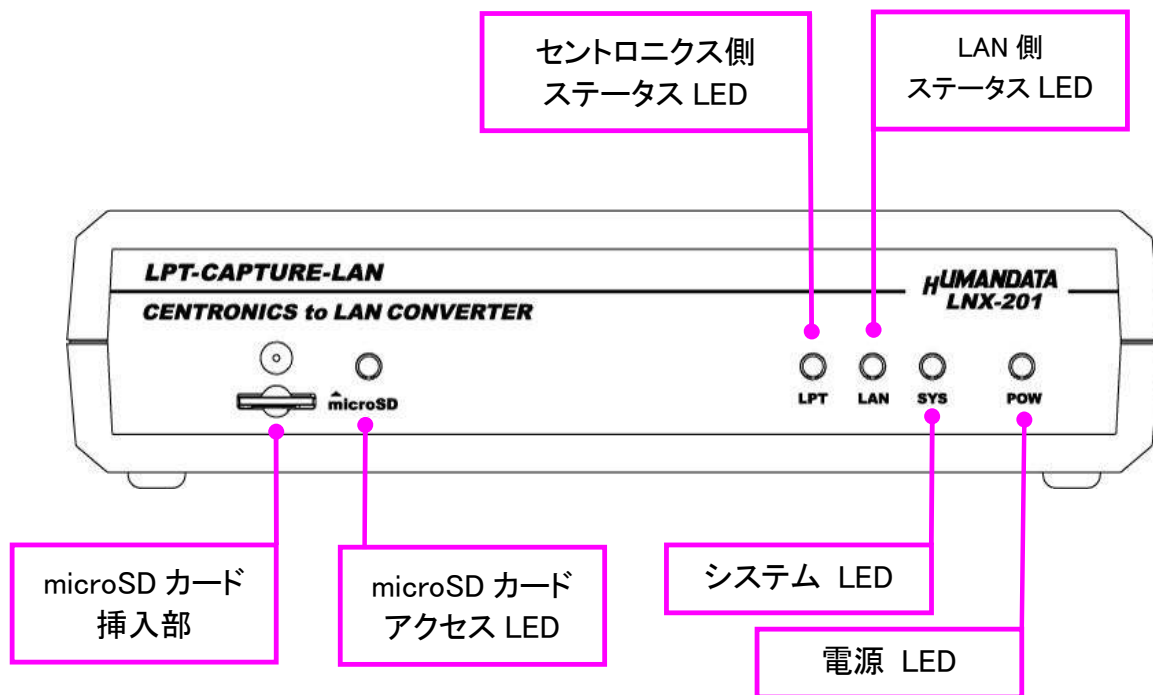 セントロニクス側
ステータス LED
LAN 側
ステータス LED
LPT-CAPTURE-LAN
HUMANDATA
LNX-201
CENTRONICS to LAN CONVERTER
microSD
LPT
LAN
SYS
POW
microSD カード
挿入部
microSD カード
アクセス LED
システム LED
電源 LED